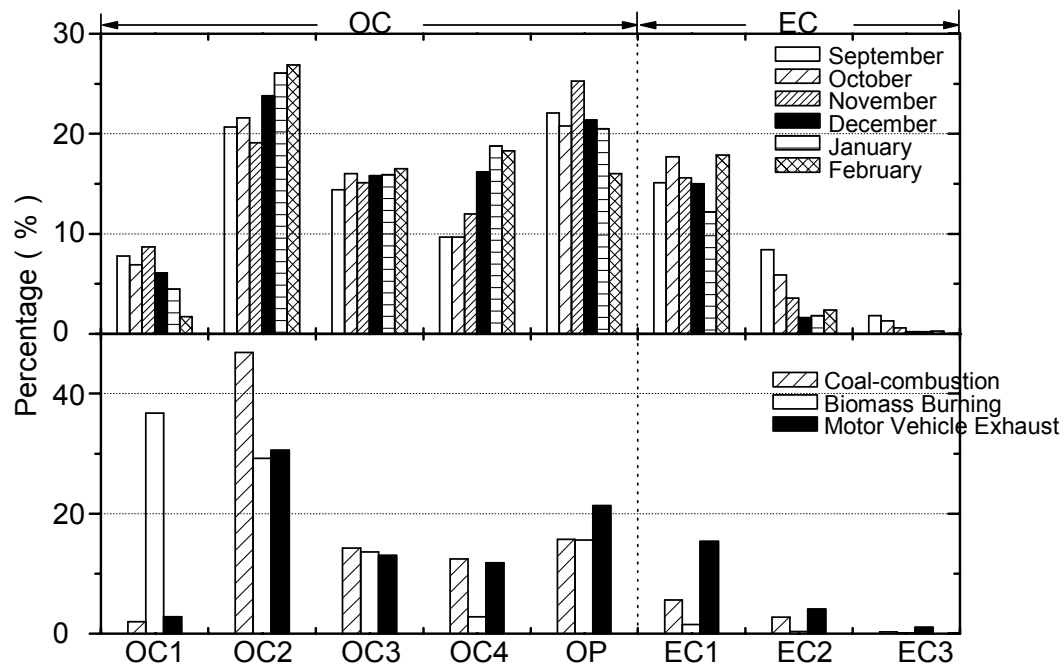 OC EC
30
20
10
0
September
October
November
December
January
February
Percentage ( % )
40
20
0
Coal-combustion
Biomass Burning
Motor Vehicle Exhaust
OC1 OC2 OC3 OC4 OP EC1 EC2 EC3